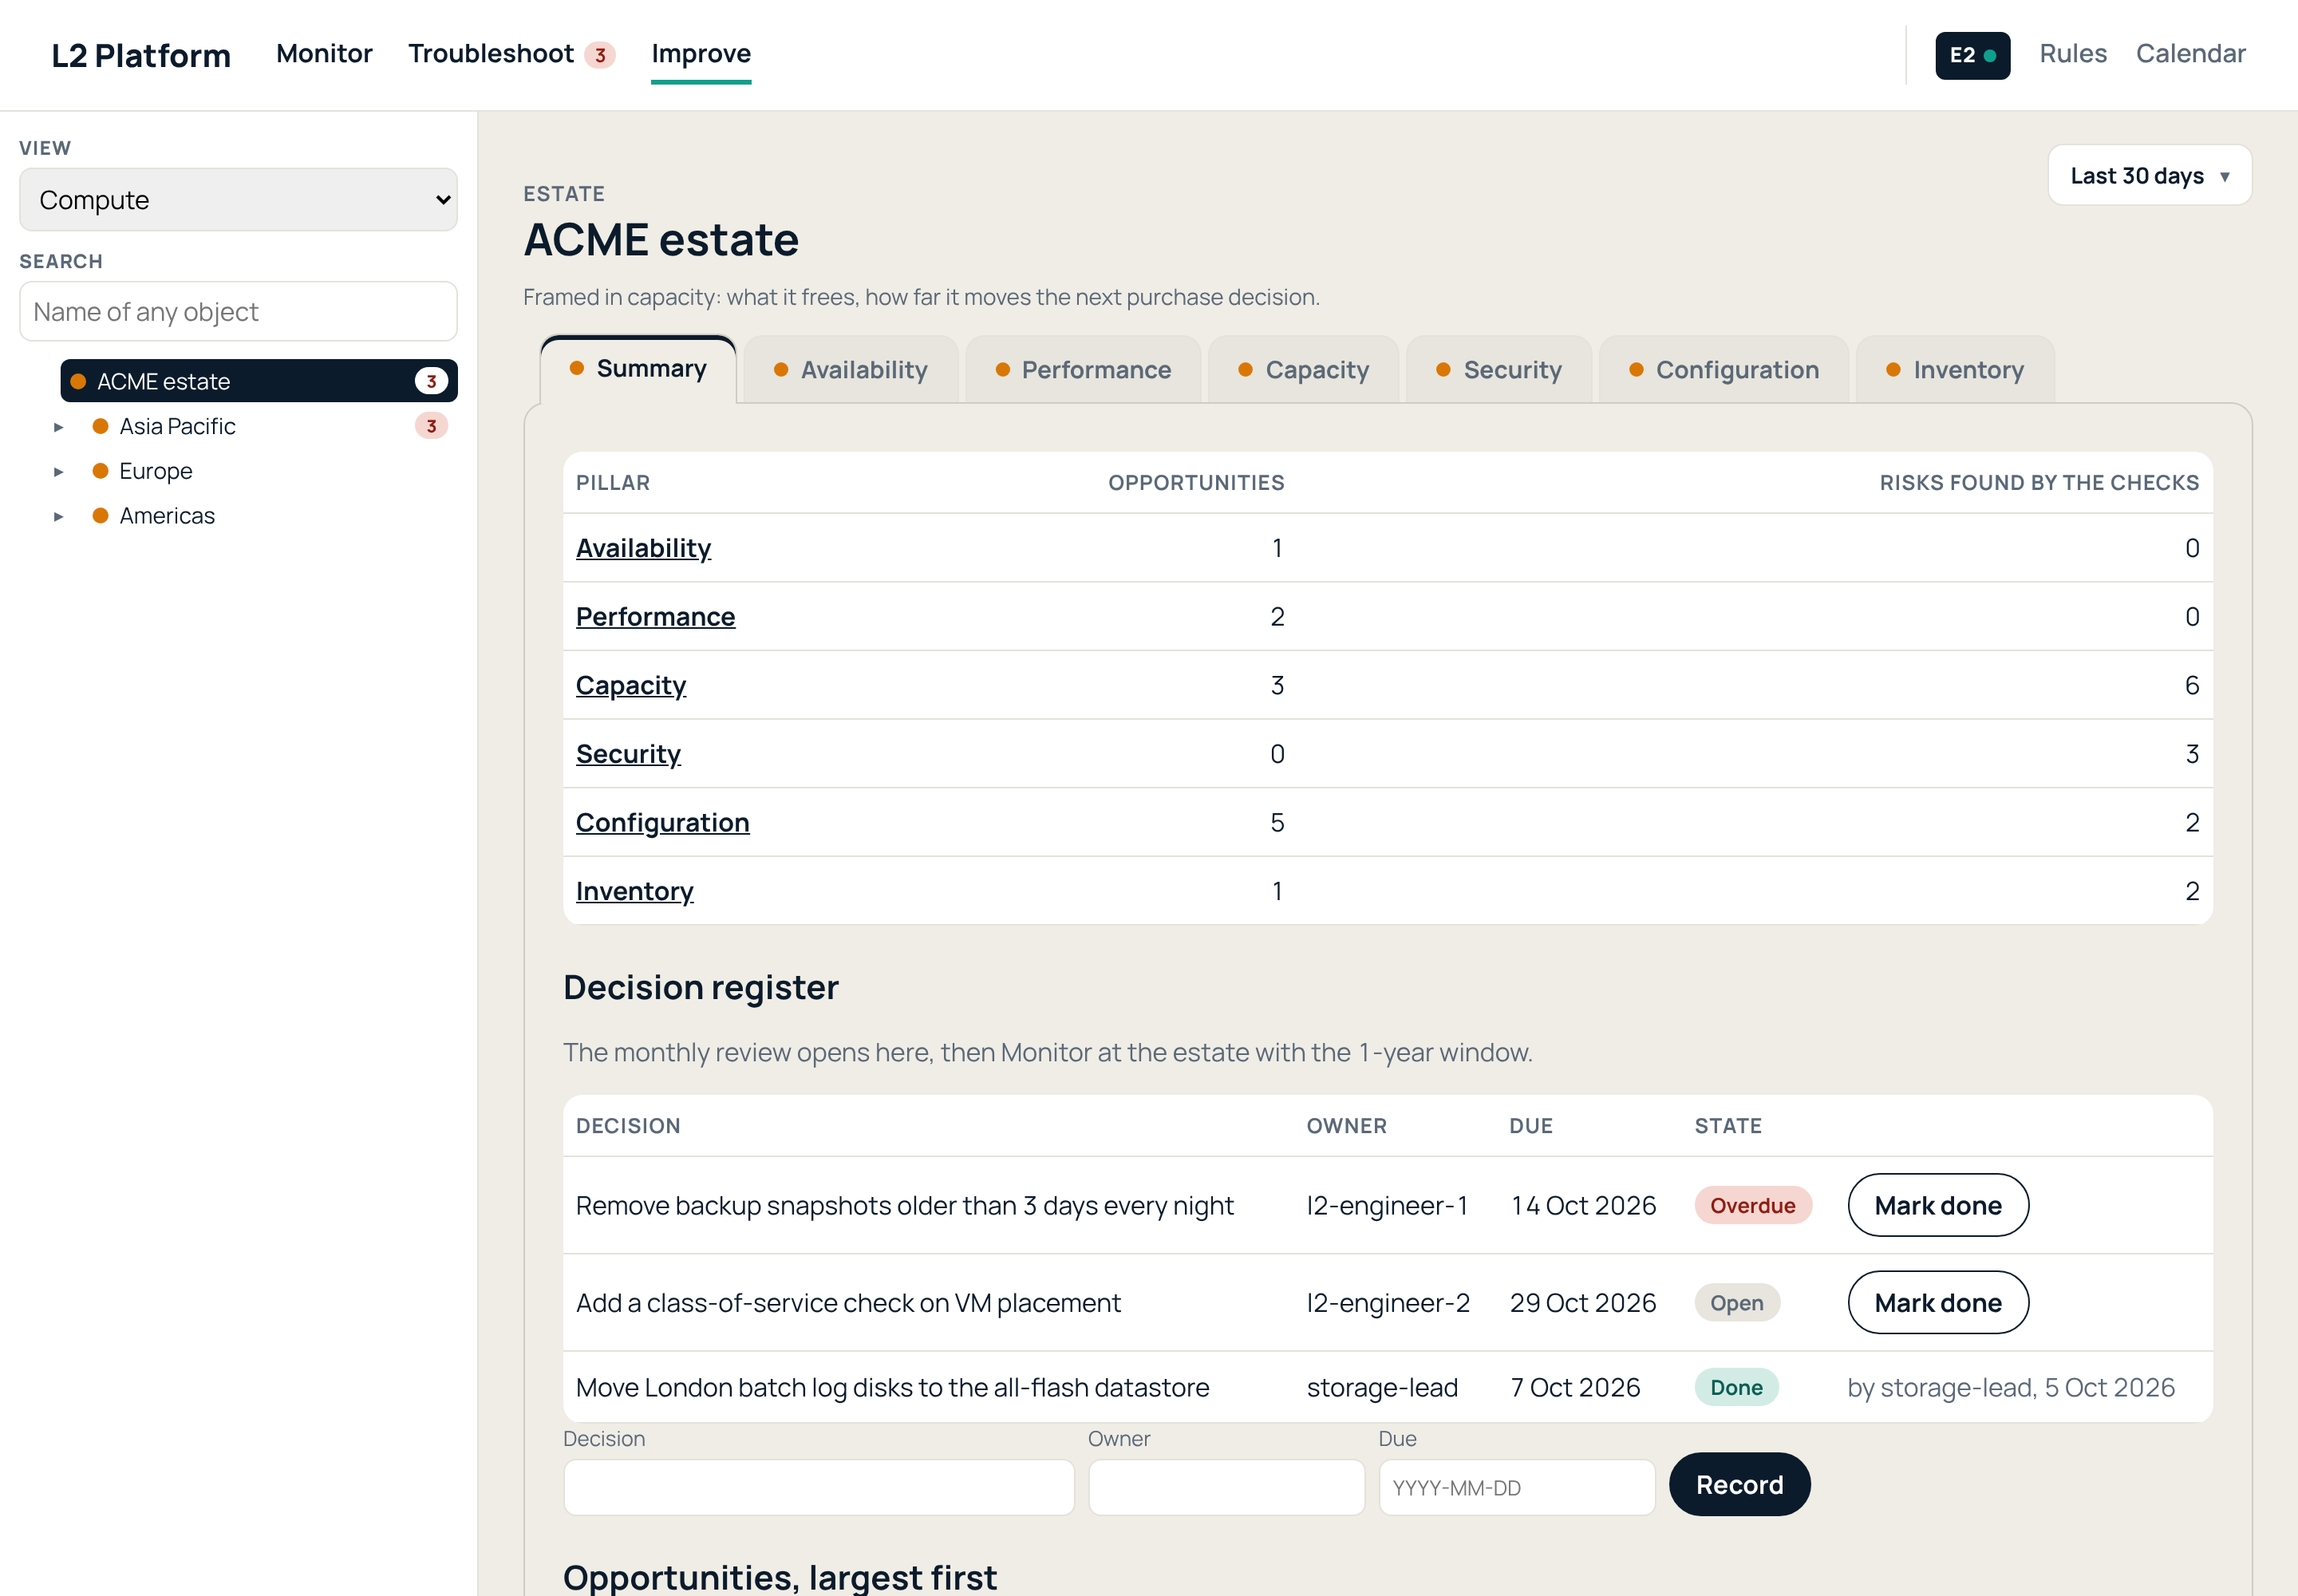 L2 Platform Monitor Troubleshoot 3 Improve E2 Rules Calendar
VIEW
Compute
SEARCH
Name of any object
ACME estate 3
Asia Pacific 3
Europe
Americas
Last 30 days
ESTATE
ACME estate
Framed in capacity: what it frees, how far it moves the next purchase decision.
Summary Availability Performance Capacity Security Configuration Inventory
PILLAR OPPORTUNITIES RISKS FOUND BY THE CHECKS
Availability 1 0
Performance 2 0
Capacity 3 6
Security 0 3
Configuration 5 2
Inventory 1 2
Decision register
The monthly review opens here, then Monitor at the estate with the 1-year window.
DECISION OWNER DUE STATE
Remove backup snapshots older than 3 days every night l2-engineer-1 14 Oct 2026 Overdue Mark done
Add a class-of-service check on VM placement l2-engineer-2 29 Oct 2026 Open Mark done
Move London batch log disks to the all-flash datastore storage-lead 7 Oct 2026 Done by storage-lead, 5 Oct 2026
Decision Owner Due
YYYY-MM-DD Record
Opportunities, largest first